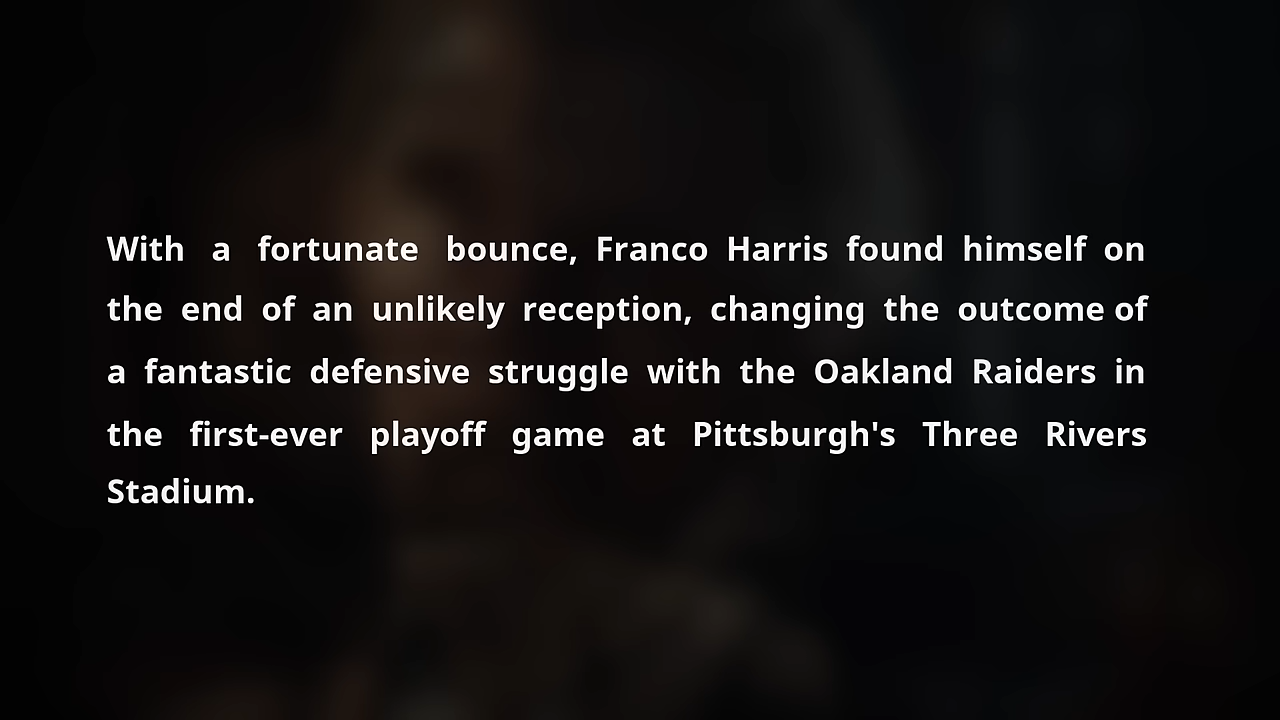 With a fortunate bounce, Franco Harris found himself on
the end of an unlikely reception, changing the outcome of
a fantastic defensive struggle with the Oakland Raiders in
the first-ever playoff game at Pittsburgh's Three Rivers
Stadium.